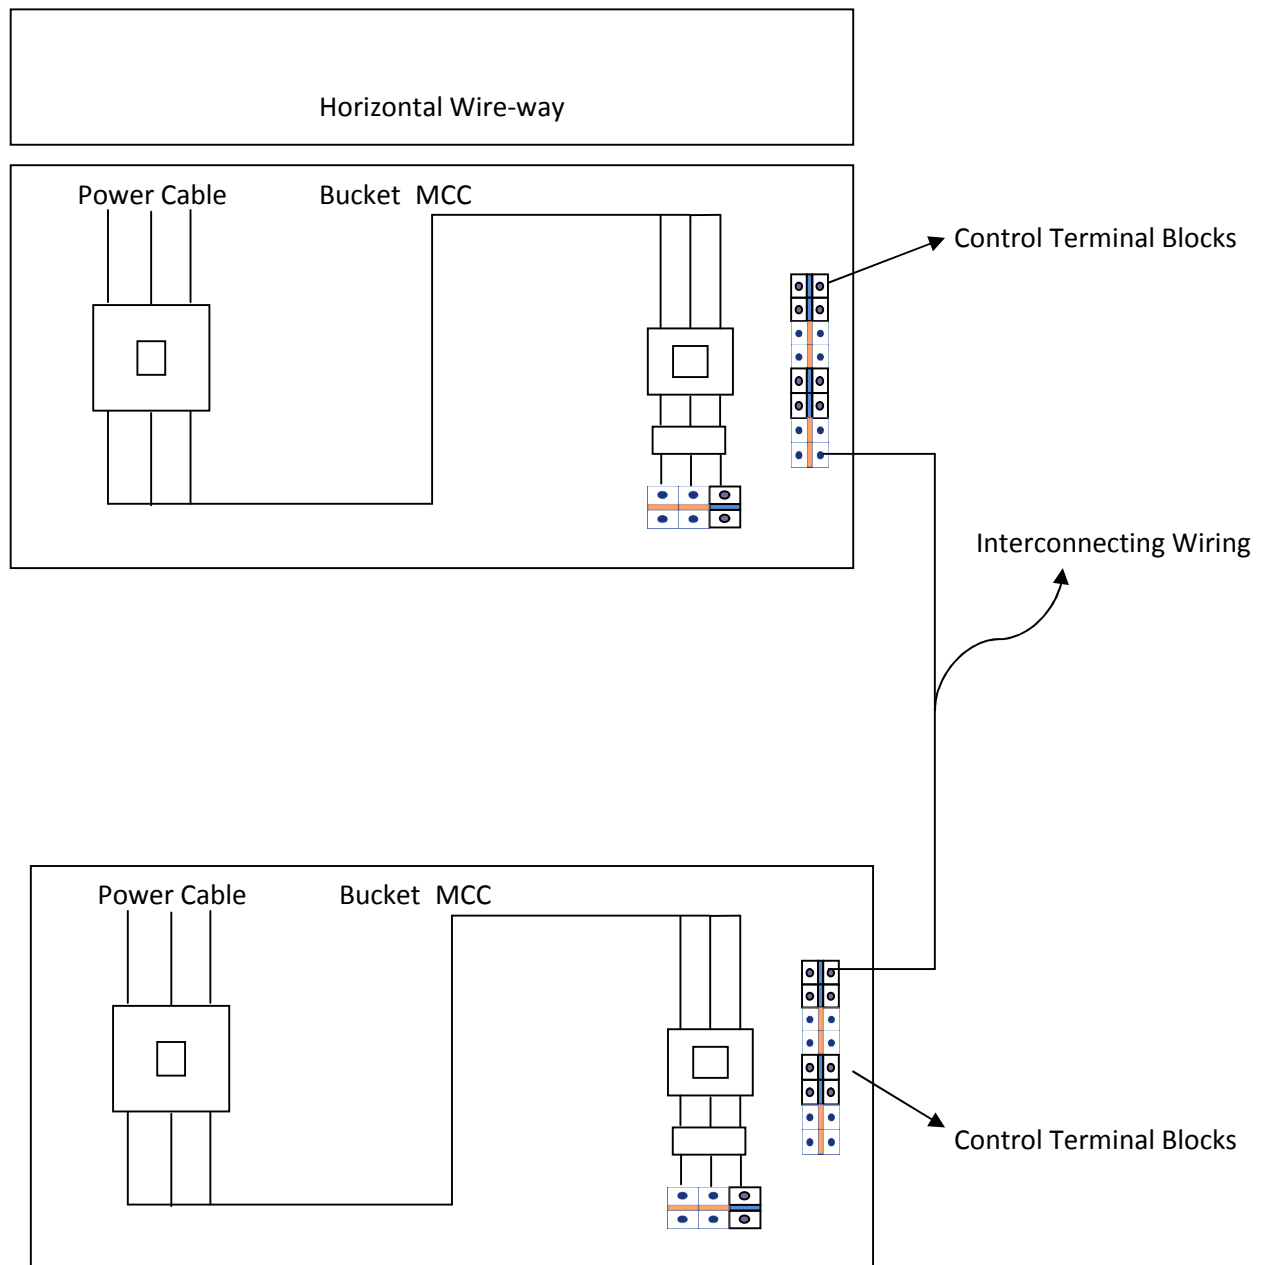 Horizontal Wire-way
Power Cable
Bucket MCC
Control Terminal Blocks
Interconnecting Wiring
Power Cable
Bucket MCC
Control Terminal Blocks